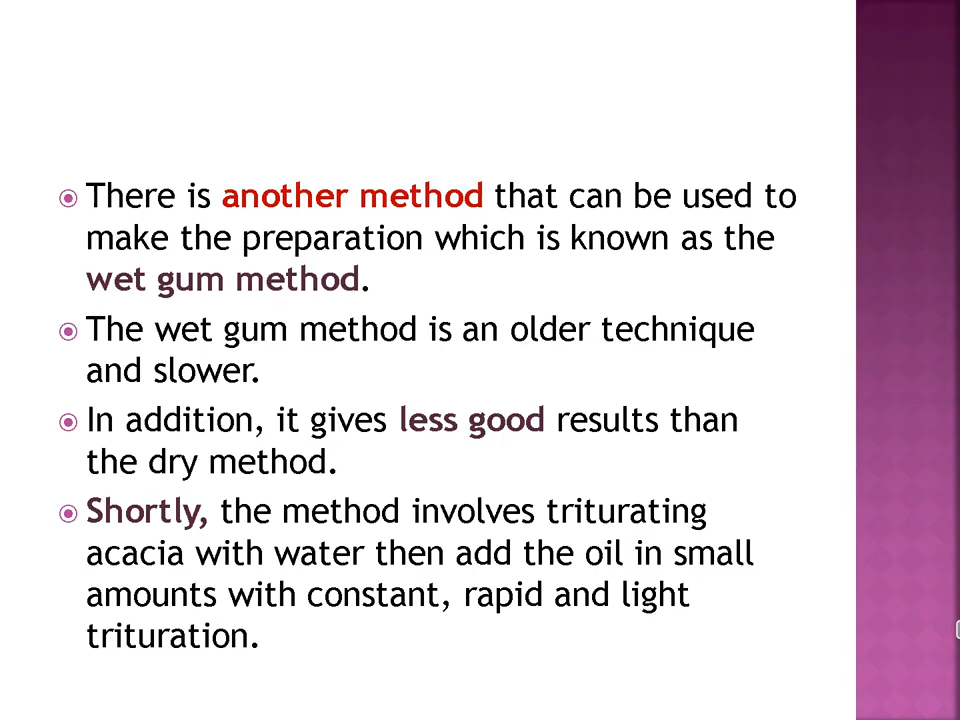 There is another method that can be used to
make the preparation which is known as the
wet gum method.
The wet gum method is an older technique
and slower.
In addition, it gives less good results than
the dry method.
Shortly, the method involves triturating
acacia with water then add the oil in small
amounts with constant, rapid and light
trituration.